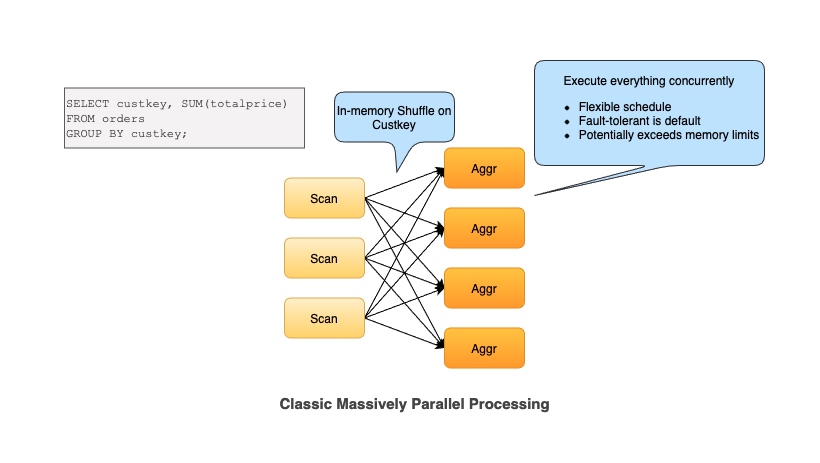 SELECT custkey, SUM(totalprice)
FROM orders
GROUP BY custkey;
In-memory Shuffle on
Custkey
Execute everything concurrently
• Flexible schedule
• Fault-tolerant is default
• Potentially exceeds memory limits
Scan
Scan
Scan
Aggr
Aggr
Aggr
Aggr
Classic Massively Parallel Processing